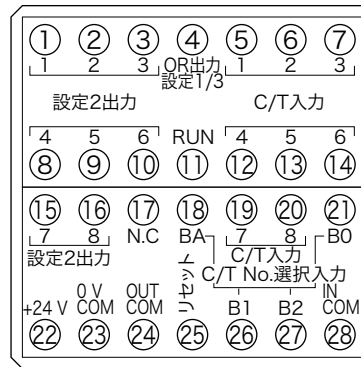 ① ② ③ ④ ⑤ ⑥ ⑦
1 2 3 OR出力 1 2 3
設定1/3
設定2出力 C/T入力
4 5 6 RUN 4 5 6
⑧ ⑨ ⑩ ⑪ ⑫ ⑬ ⑭
⑮ ⑯ ⑰ ⑱ ⑲ ⑳ ㉑
7 8 N.C BA 7 8 B0
設定2出力 C/T入力
リセット C/T No.選択入力
0 V OUT IN
+24 V COM COM B1 B2 COM
㉒ ㉓ ㉔ ㉕ ㉖ ㉗ ㉘